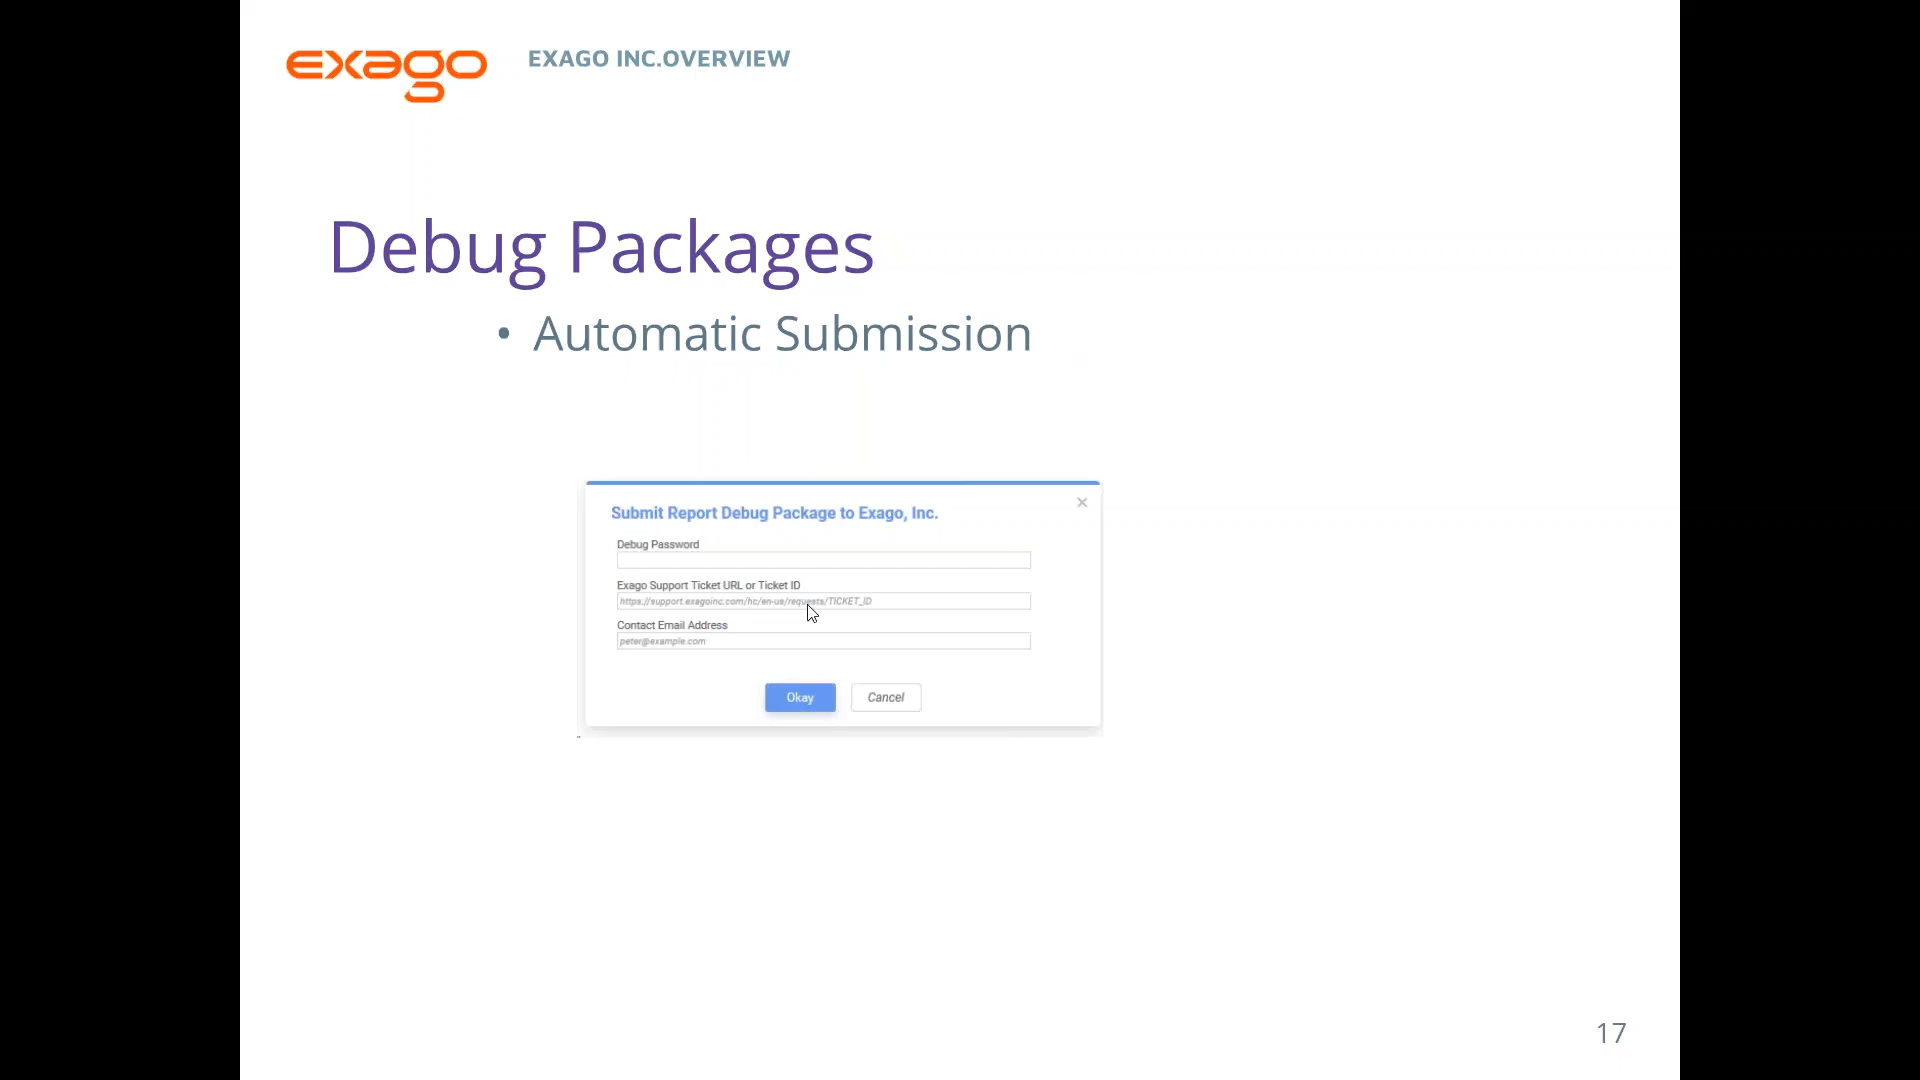 exago
EXAGO INC.OVERVIEW
Debug Packages
• Automatic Submission
Submit Report Debug Package to Exago, Inc.
Debug Password
Exago Support Ticket URL or Ticket ID
https://support.exagoinc.com/hc/en-us/requests/TICKET_ID
Contact Email Address
peter@example.com
Okay Cancel
17